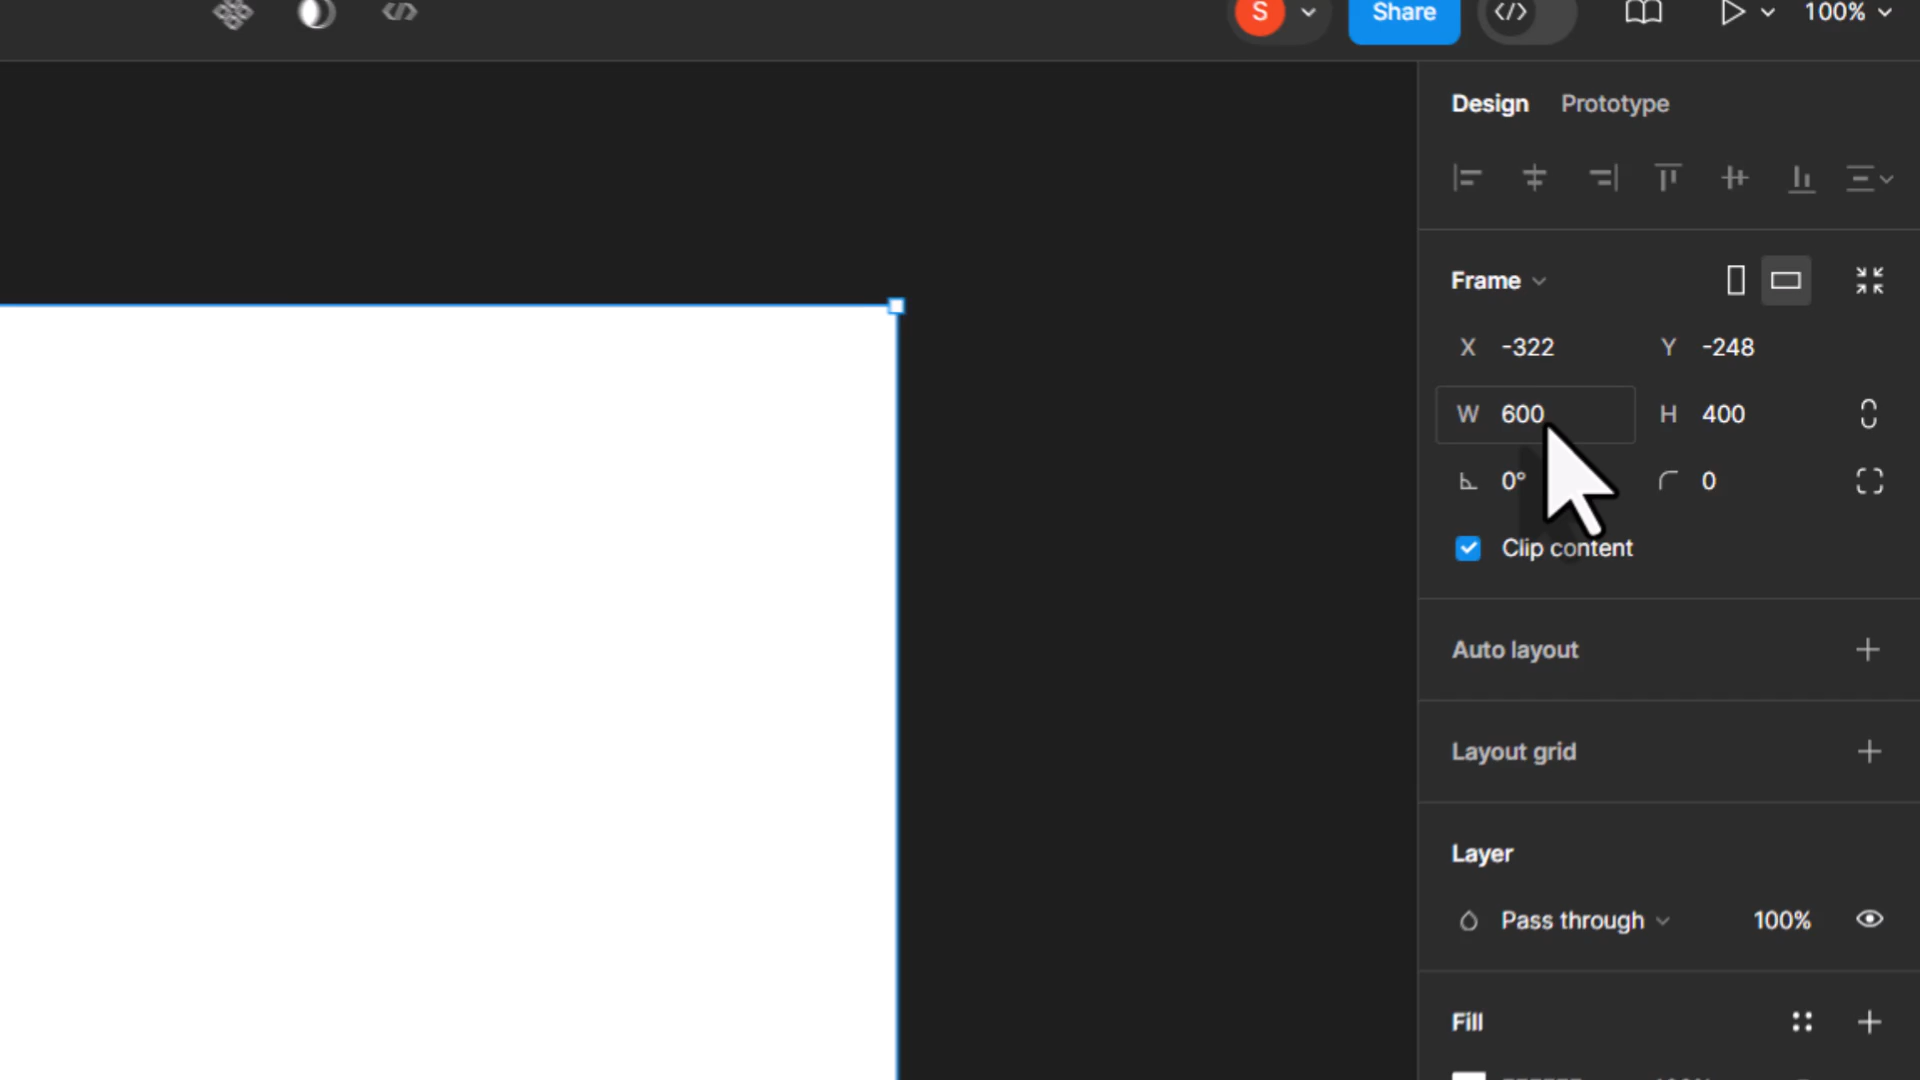 S
Share
100%
Design Prototype
Frame
X -322 Y -248
W 600 H 400
0° 0
Clip content
Auto layout
Layout grid
Layer
Pass through 100%
Fill